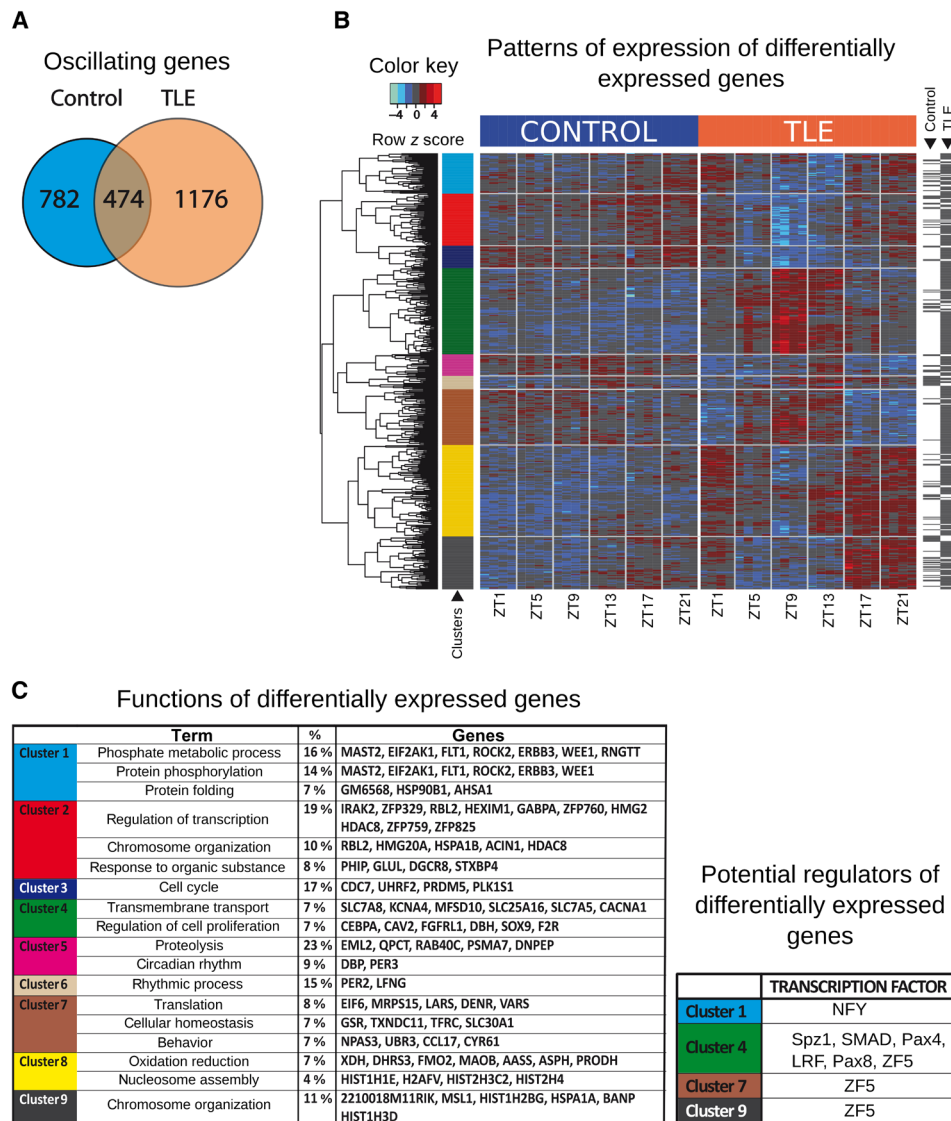 A
Oscillating genes
Control TLE
782 474 1176
B
Patterns of expression of differentially
expressed genes
Color key
−4 0 4
Row z score
CONTROL TLE
Control
TLE
Clusters
ZT1 ZT5 ZT9 ZT13 ZT17 ZT21 ZT1 ZT5 ZT9 ZT13 ZT17 ZT21
C
Functions of differentially expressed genes
Term % Genes
Cluster 1 Phosphate metabolic process 16 % MAST2, EIF2AK1, FLT1, ROCK2, ERBB3, WEE1, RNGTT
Protein phosphorylation 14 % MAST2, EIF2AK1, FLT1, ROCK2, ERBB3, WEE1
Protein folding 7 % GM6568, HSP90B1, AHSA1
Cluster 2 Regulation of transcription 19 % IRAK2, ZFP329, RBL2, HEXIM1, GABPA, ZFP760, HMG2
HDAC8, ZFP759, ZFP825
Chromosome organization 10 % RBL2, HMG20A, HSPA1B, ACIN1, HDAC8
Response to organic substance 8 % PHIP, GLUL, DGCR8, STXBP4
Cluster 3 Cell cycle 17 % CDC7, UHRF2, PRDM5, PLK1S1
Cluster 4 Transmembrane transport 7 % SLC7A8, KCNA4, MFSD10, SLC25A16, SLC7A5, CACNA1
Regulation of cell proliferation 7 % CEBPA, CAV2, FGFRL1, DBH, SOX9, F2R
Cluster 5 Proteolysis 23 % EML2, QPCT, RAB40C, PSMA7, DNPEP
Circadian rhythm 9 % DBP, PER3
Cluster 6 Rhythmic process 15 % PER2, LFNG
Cluster 7 Translation 8 % EIF6, MRPS15, LARS, DENR, VARS
Cellular homeostasis 7 % GSR, TXNDC11, TFRC, SLC30A1
Behavior 7 % NPAS3, UBR3, CCL17, CYR61
Cluster 8 Oxidation reduction 7 % XDH, DHRS3, FMO2, MAOB, AASS, ASPH, PRODH
Nucleosome assembly 4 % HIST1H1E, H2AFV, HIST2H3C2, HIST2H4
Cluster 9 Chromosome organization 11 % 2210018M11RIK, MSL1, HIST1H2BG, HSPA1A, BANP
HIST1H3D
Potential regulators of
differentially expressed
genes
TRANSCRIPTION FACTOR
Cluster 1 NFY
Cluster 4 Spz1, SMAD, Pax4,
LRF, Pax8, ZF5
Cluster 7 ZF5
Cluster 9 ZF5